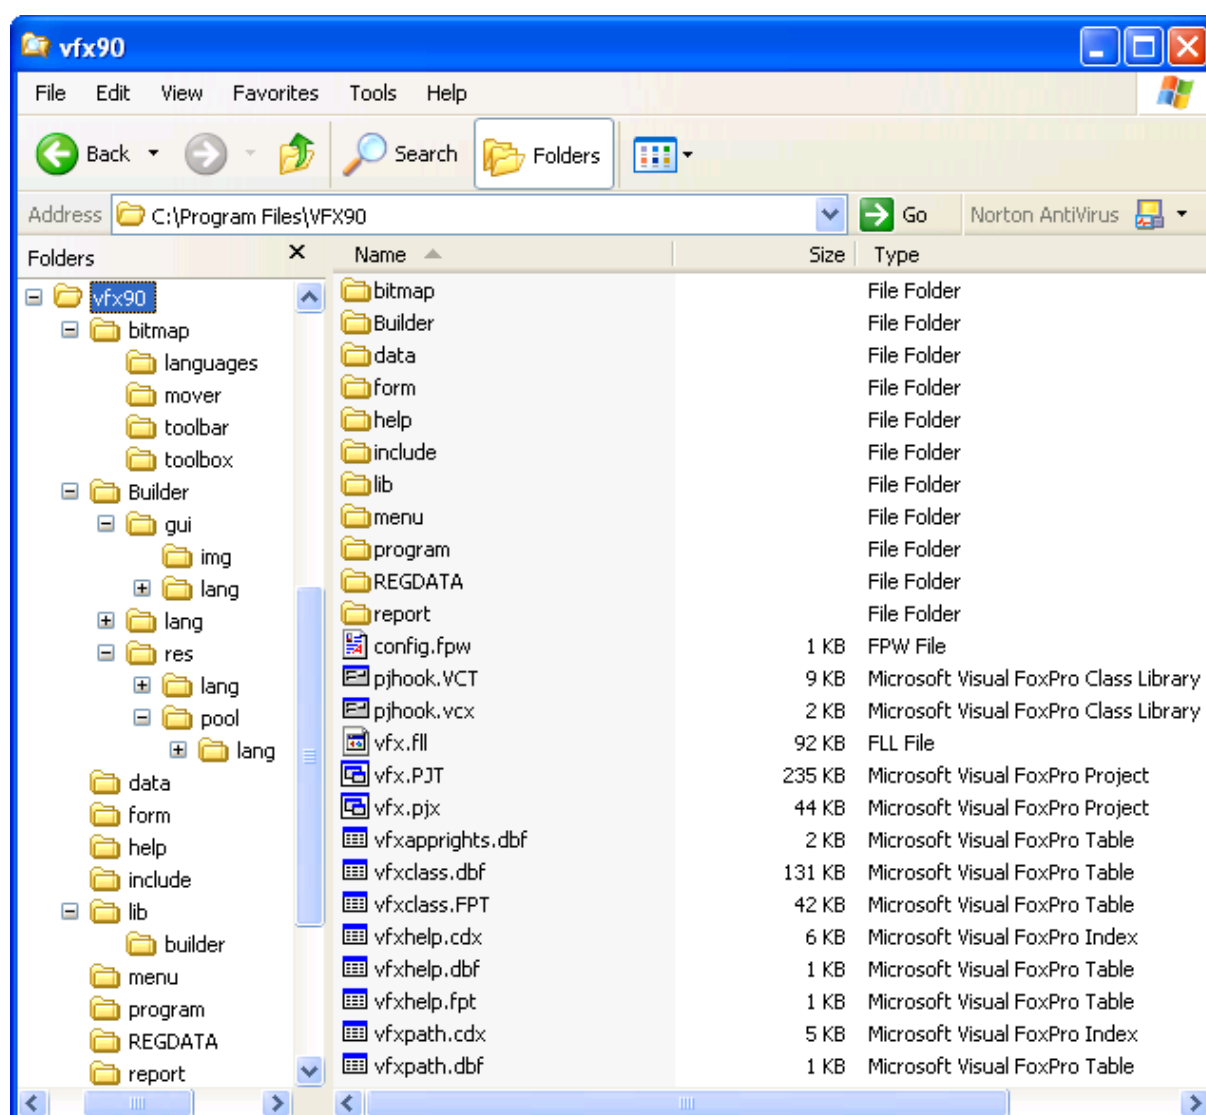 vfx90
File Edit View Favorites Tools Help
Back Search Folders
Address C:\Program Files\VFX90 Go Norton AntiVirus
Folders
vfx90
bitmap
languages
mover
toolbar
toolbox
Builder
gui
img
lang
lang
res
lang
pool
lang
data
form
help
include
lib
builder
menu
program
REGDATA
report
Name Size Type
bitmap File Folder
Builder File Folder
data File Folder
form File Folder
help File Folder
include File Folder
lib File Folder
menu File Folder
program File Folder
REGDATA File Folder
report File Folder
config.fpw 1 KB FPW File
pjhook.VCT 9 KB Microsoft Visual FoxPro Class Library
pjhook.vcx 2 KB Microsoft Visual FoxPro Class Library
vfx.fll 92 KB FLL File
vfx.PJT 235 KB Microsoft Visual FoxPro Project
vfx.pjx 44 KB Microsoft Visual FoxPro Project
vfxapprights.dbf 2 KB Microsoft Visual FoxPro Table
vfxclass.dbf 131 KB Microsoft Visual FoxPro Table
vfxclass.FPT 42 KB Microsoft Visual FoxPro Table
vfxhelp.cdx 6 KB Microsoft Visual FoxPro Index
vfxhelp.dbf 1 KB Microsoft Visual FoxPro Table
vfxhelp.fpt 1 KB Microsoft Visual FoxPro Table
vfxpath.cdx 5 KB Microsoft Visual FoxPro Index
vfxpath.dbf 1 KB Microsoft Visual FoxPro Table